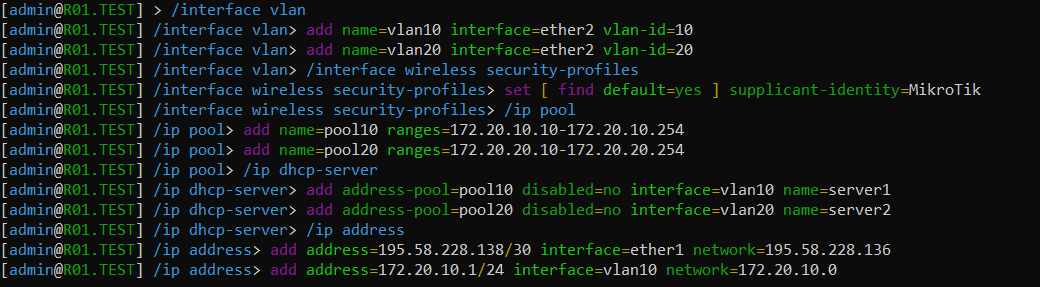 [admin@R01.TEST] > /interface vlan
[admin@R01.TEST] /interface vlan> add name=vlan10 interface=ether2 vlan-id=10
[admin@R01.TEST] /interface vlan> add name=vlan20 interface=ether2 vlan-id=20
[admin@R01.TEST] /interface vlan> /interface wireless security-profiles
[admin@R01.TEST] /interface wireless security-profiles> set [ find default=yes ] supplicant-identity=MikroTik
[admin@R01.TEST] /interface wireless security-profiles> /ip pool
[admin@R01.TEST] /ip pool> add name=pool10 ranges=172.20.10.10-172.20.10.254
[admin@R01.TEST] /ip pool> add name=pool20 ranges=172.20.20.10-172.20.20.254
[admin@R01.TEST] /ip pool> /ip dhcp-server
[admin@R01.TEST] /ip dhcp-server> add address-pool=pool10 disabled=no interface=vlan10 name=server1
[admin@R01.TEST] /ip dhcp-server> add address-pool=pool20 disabled=no interface=vlan20 name=server2
[admin@R01.TEST] /ip dhcp-server> /ip address
[admin@R01.TEST] /ip address> add address=195.58.228.138/30 interface=ether1 network=195.58.228.136
[admin@R01.TEST] /ip address> add address=172.20.10.1/24 interface=vlan10 network=172.20.10.0